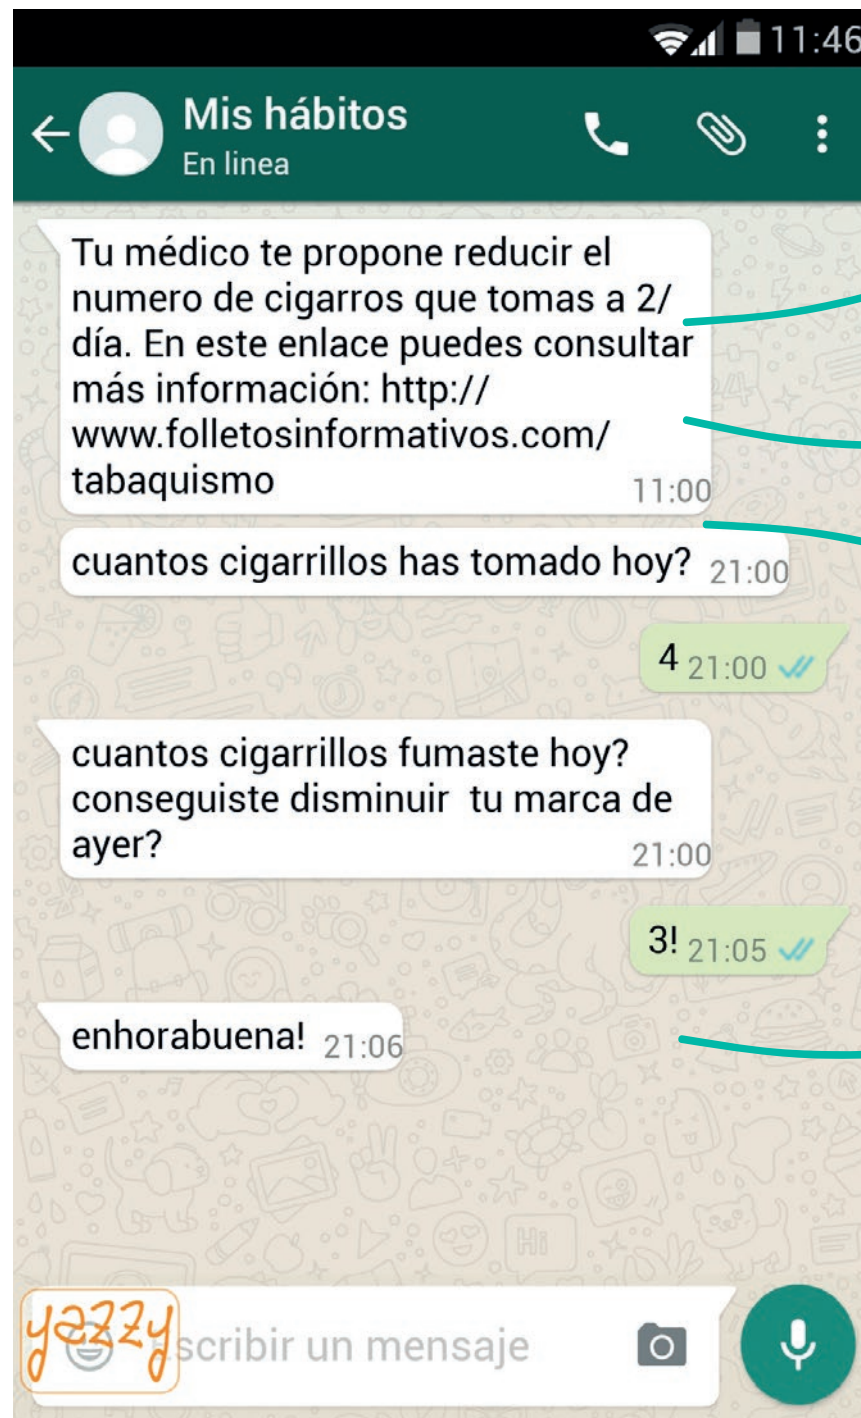 11:46
Mis hábitos
En linea
Tu médico te propone reducir el
numero de cigarros que tomas a 2/
día. En este enlace puedes consultar
más información: http://
www.folletosinformativos.com/
tabaquismo
11:00
cuantos cigarrillos has tomado hoy? 21:00
4 21:00
cuantos cigarrillos fumaste hoy?
conseguiste disminuir tu marca de
ayer?
21:00
3! 21:05
enhorabuena! 21:06
yazzy
scribir un mensaje